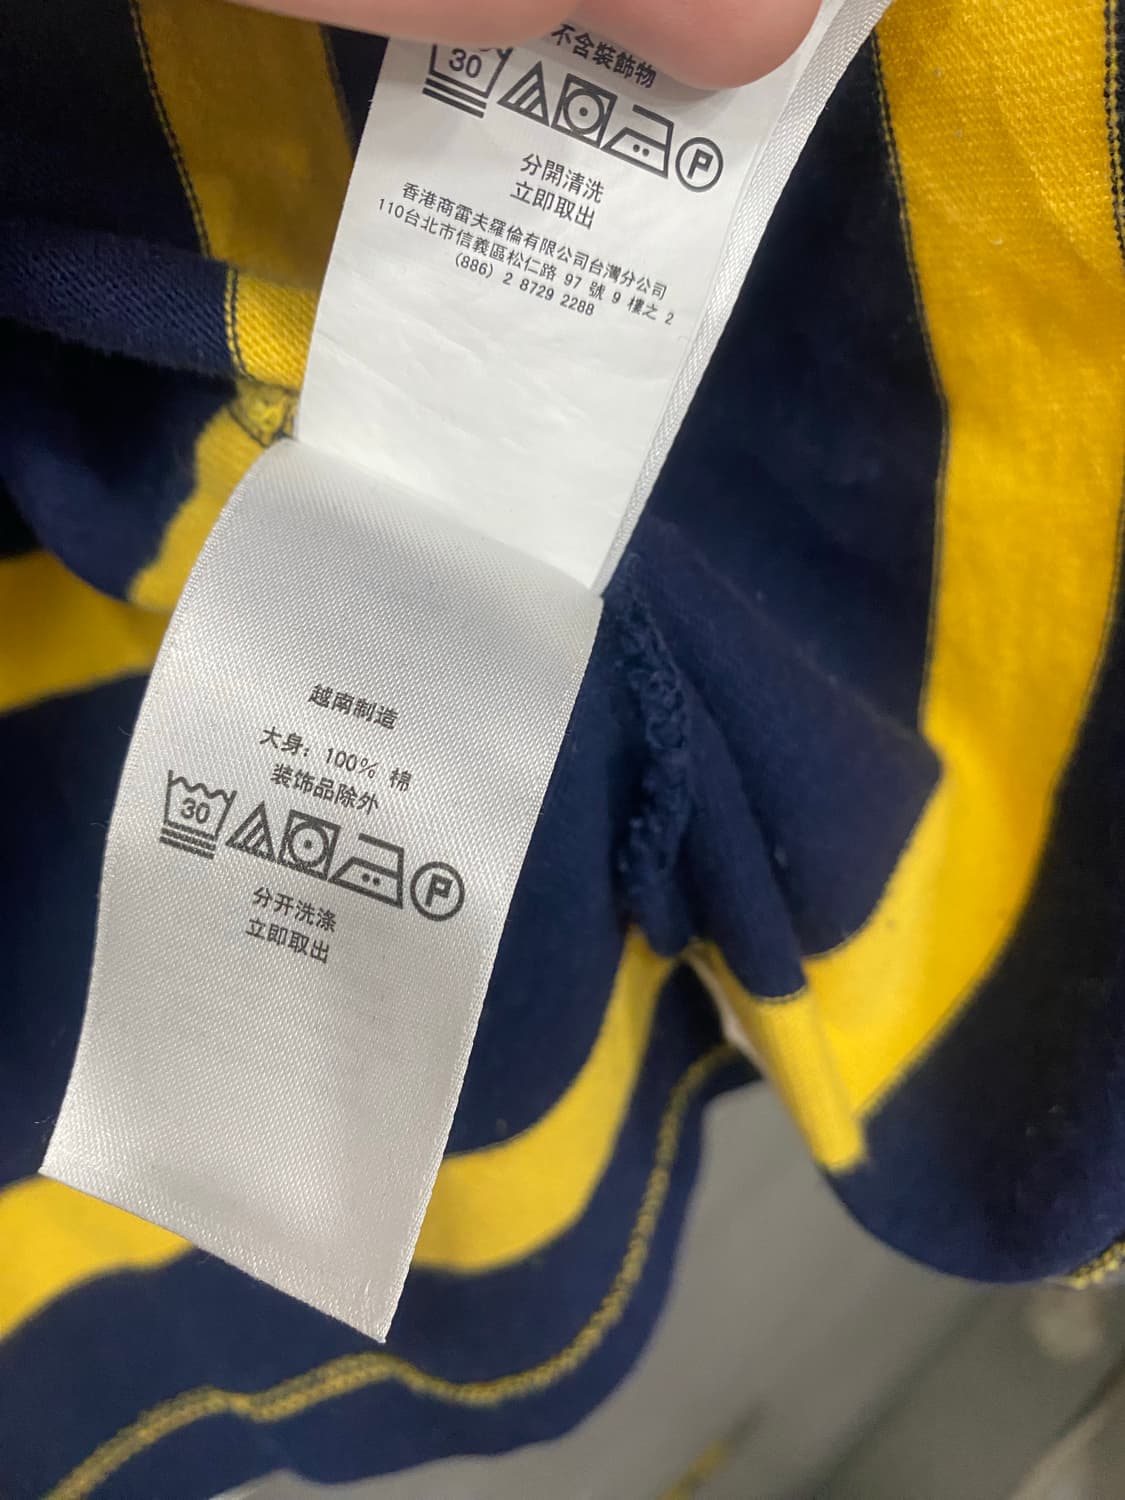 不含裝飾物
30
P
分開清洗
立即取出
香港商雷夫羅倫有限公司台灣分公司
110台北市信義區松仁路 97 號 9 樓之 2
(886) 2 8729 2288
越南制造
大身: 100% 棉
装饰品除外
30
P
分开洗涤
立即取出